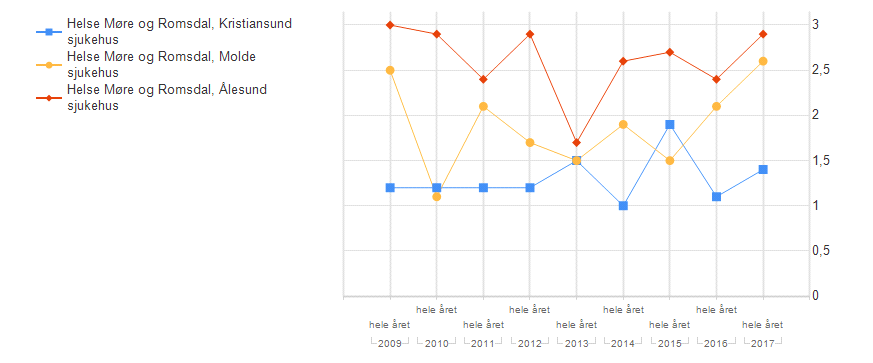 Helse Møre og Romsdal, Kristiansund
sjukehus
Helse Møre og Romsdal, Molde
sjukehus
Helse Møre og Romsdal, Ålesund
sjukehus
3
2,5
2
1,5
1
0,5
0
hele året hele året hele året hele året
hele året hele året hele året hele året hele året
2009 2010 2011 2012 2013 2014 2015 2016 2017